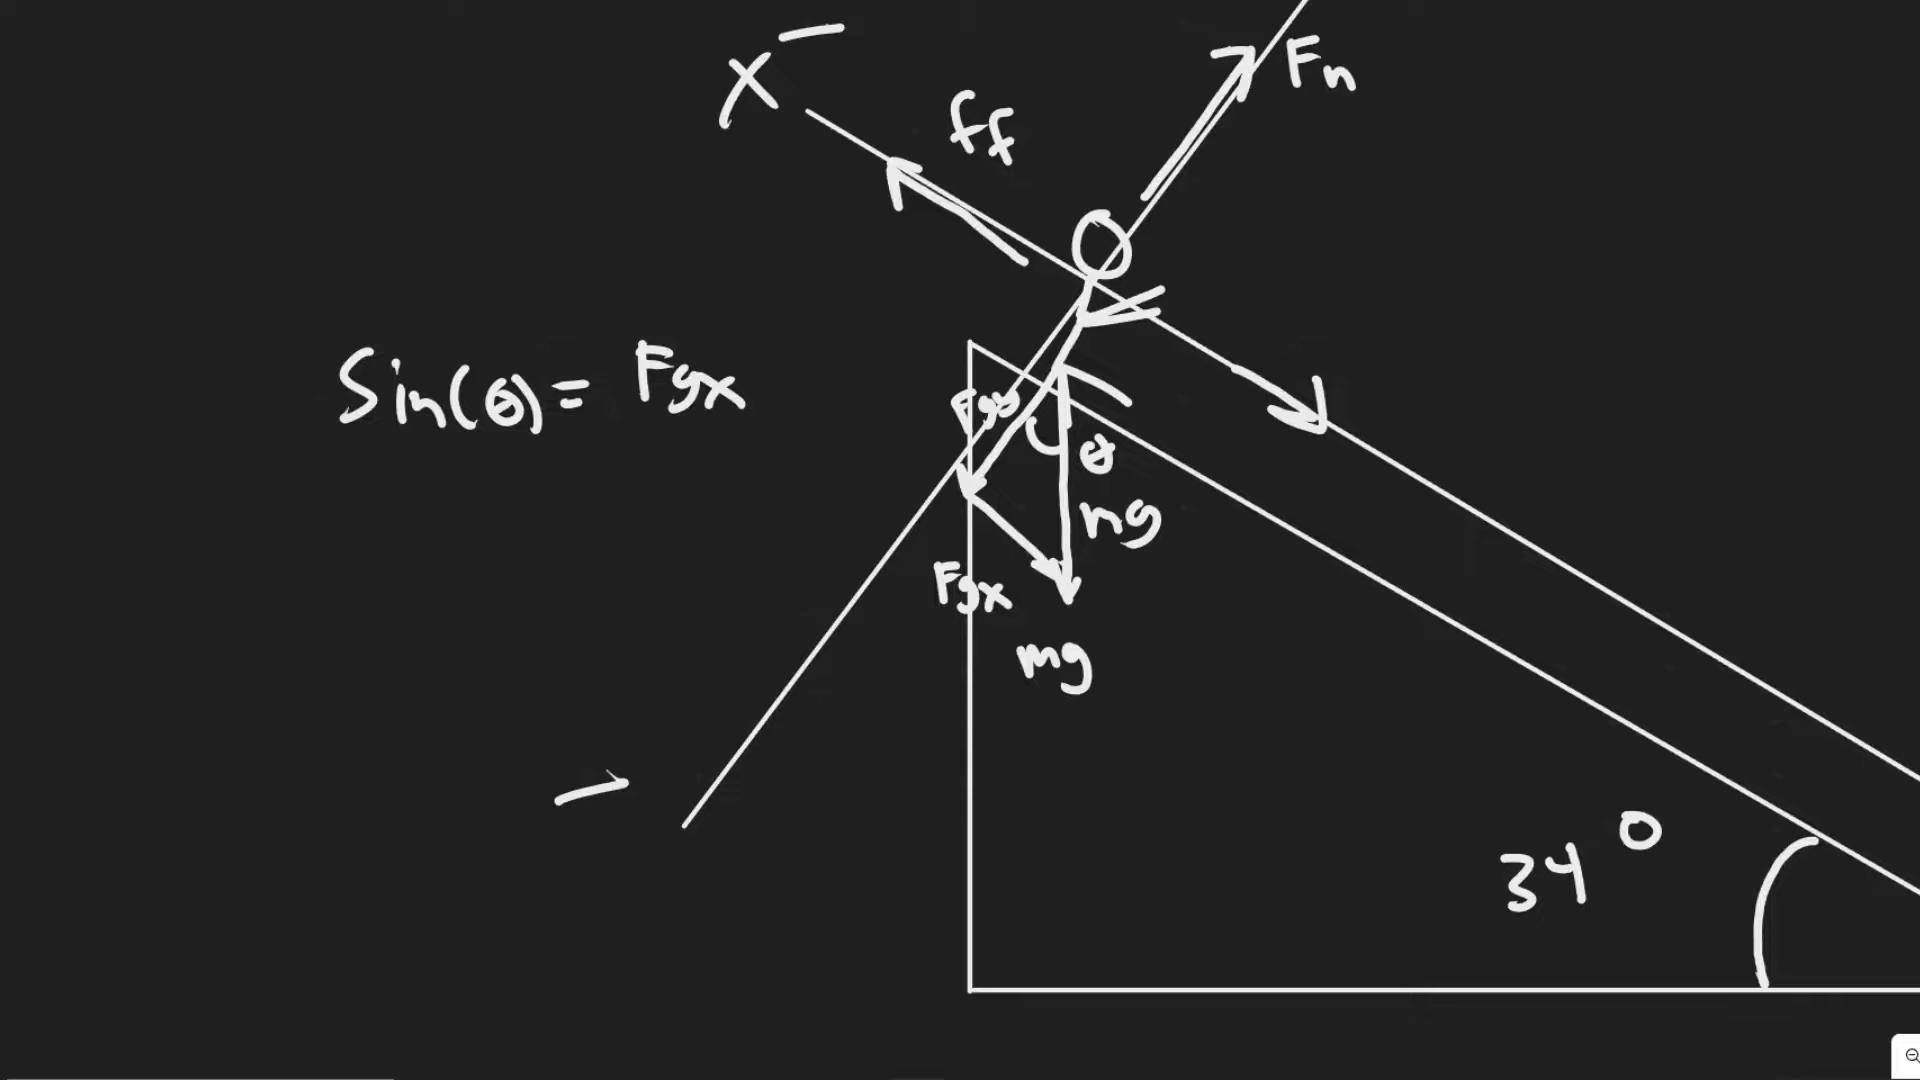 X
ff
Fn
Sin(θ)= Fgx
Fgy
θ
mg
Fgx
mg
34°